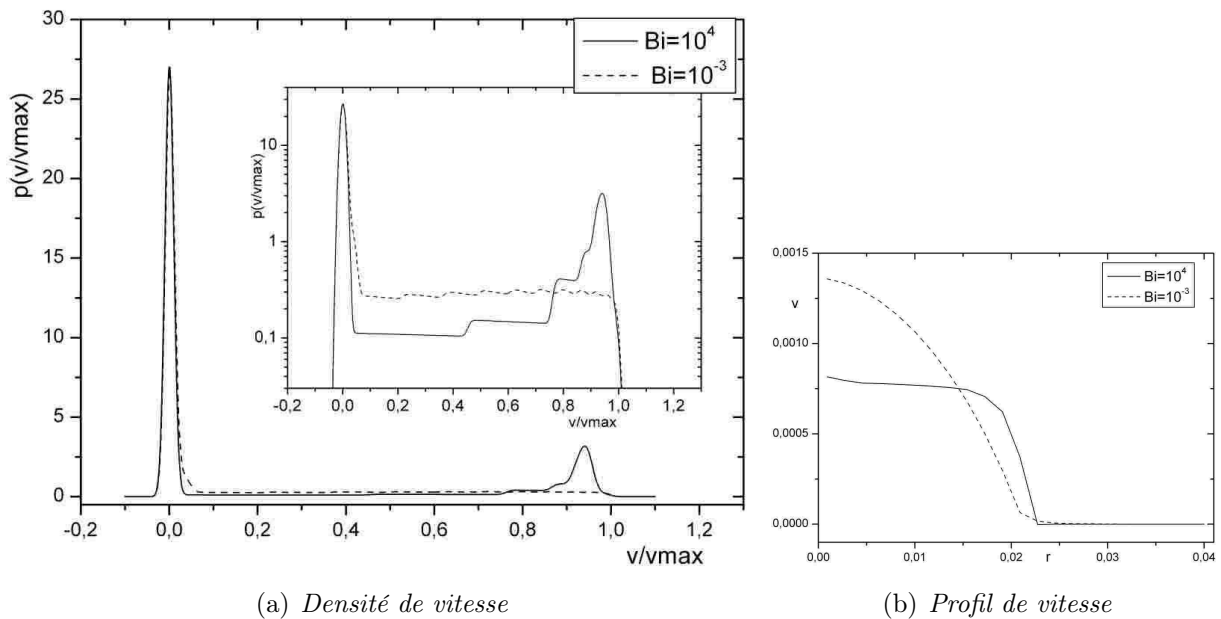 30
25
20
15
10
5
0
p(v/vmax)
-0,2
0,0
0,2
0,4
0,6
0,8
1,0
1,2
v/vmax
Bi=10⁴
Bi=10⁻³
10
1
0,1
p(v/vmax)
-0,2
0,0
0,2
0,4
0,6
0,8
1,0
1,2
v/vmax
(a) Densité de vitesse
0,0015
0,0010
0,0005
0,0000
v
Bi=10⁴
Bi=10⁻³
0,00
0,01
0,02
r
0,03
0,04
(b) Profil de vitesse